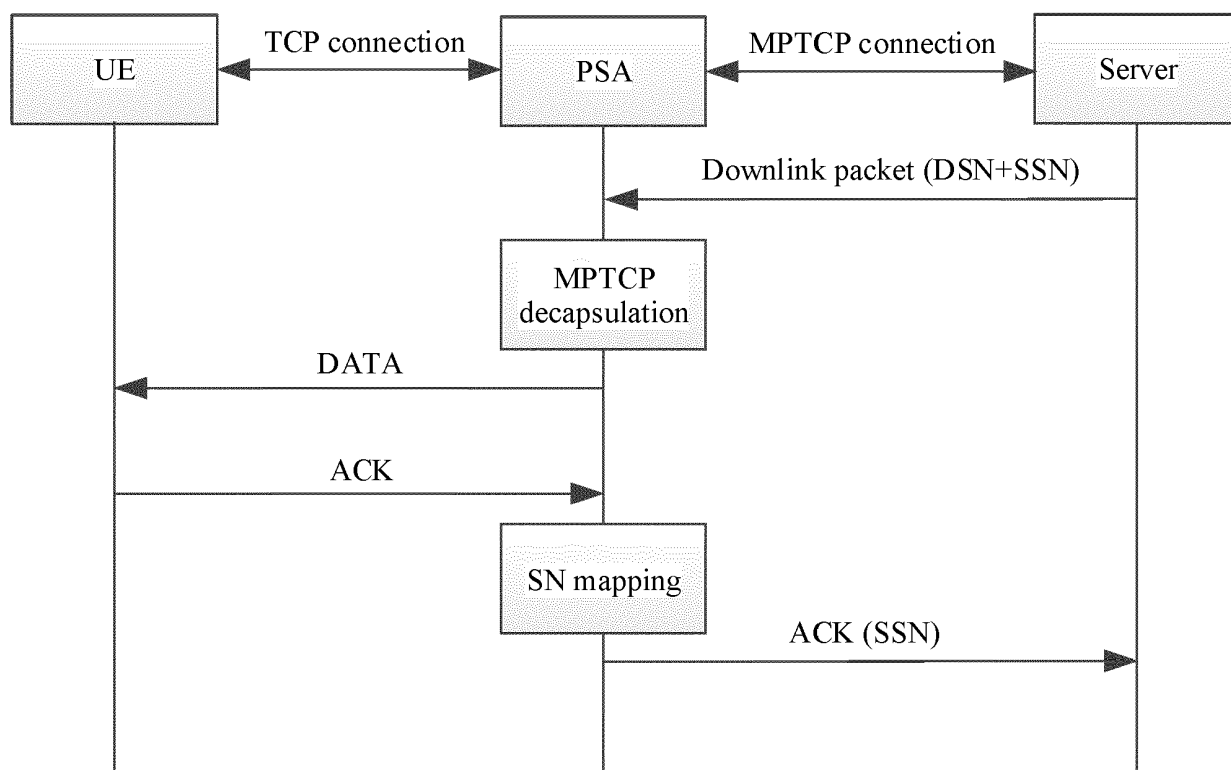 TCP connection
MPTCP connection
UE
PSA
Server
Downlink packet (DSN+SSN)
MPTCP
decapsulation
DATA
ACK
SN mapping
ACK (SSN)